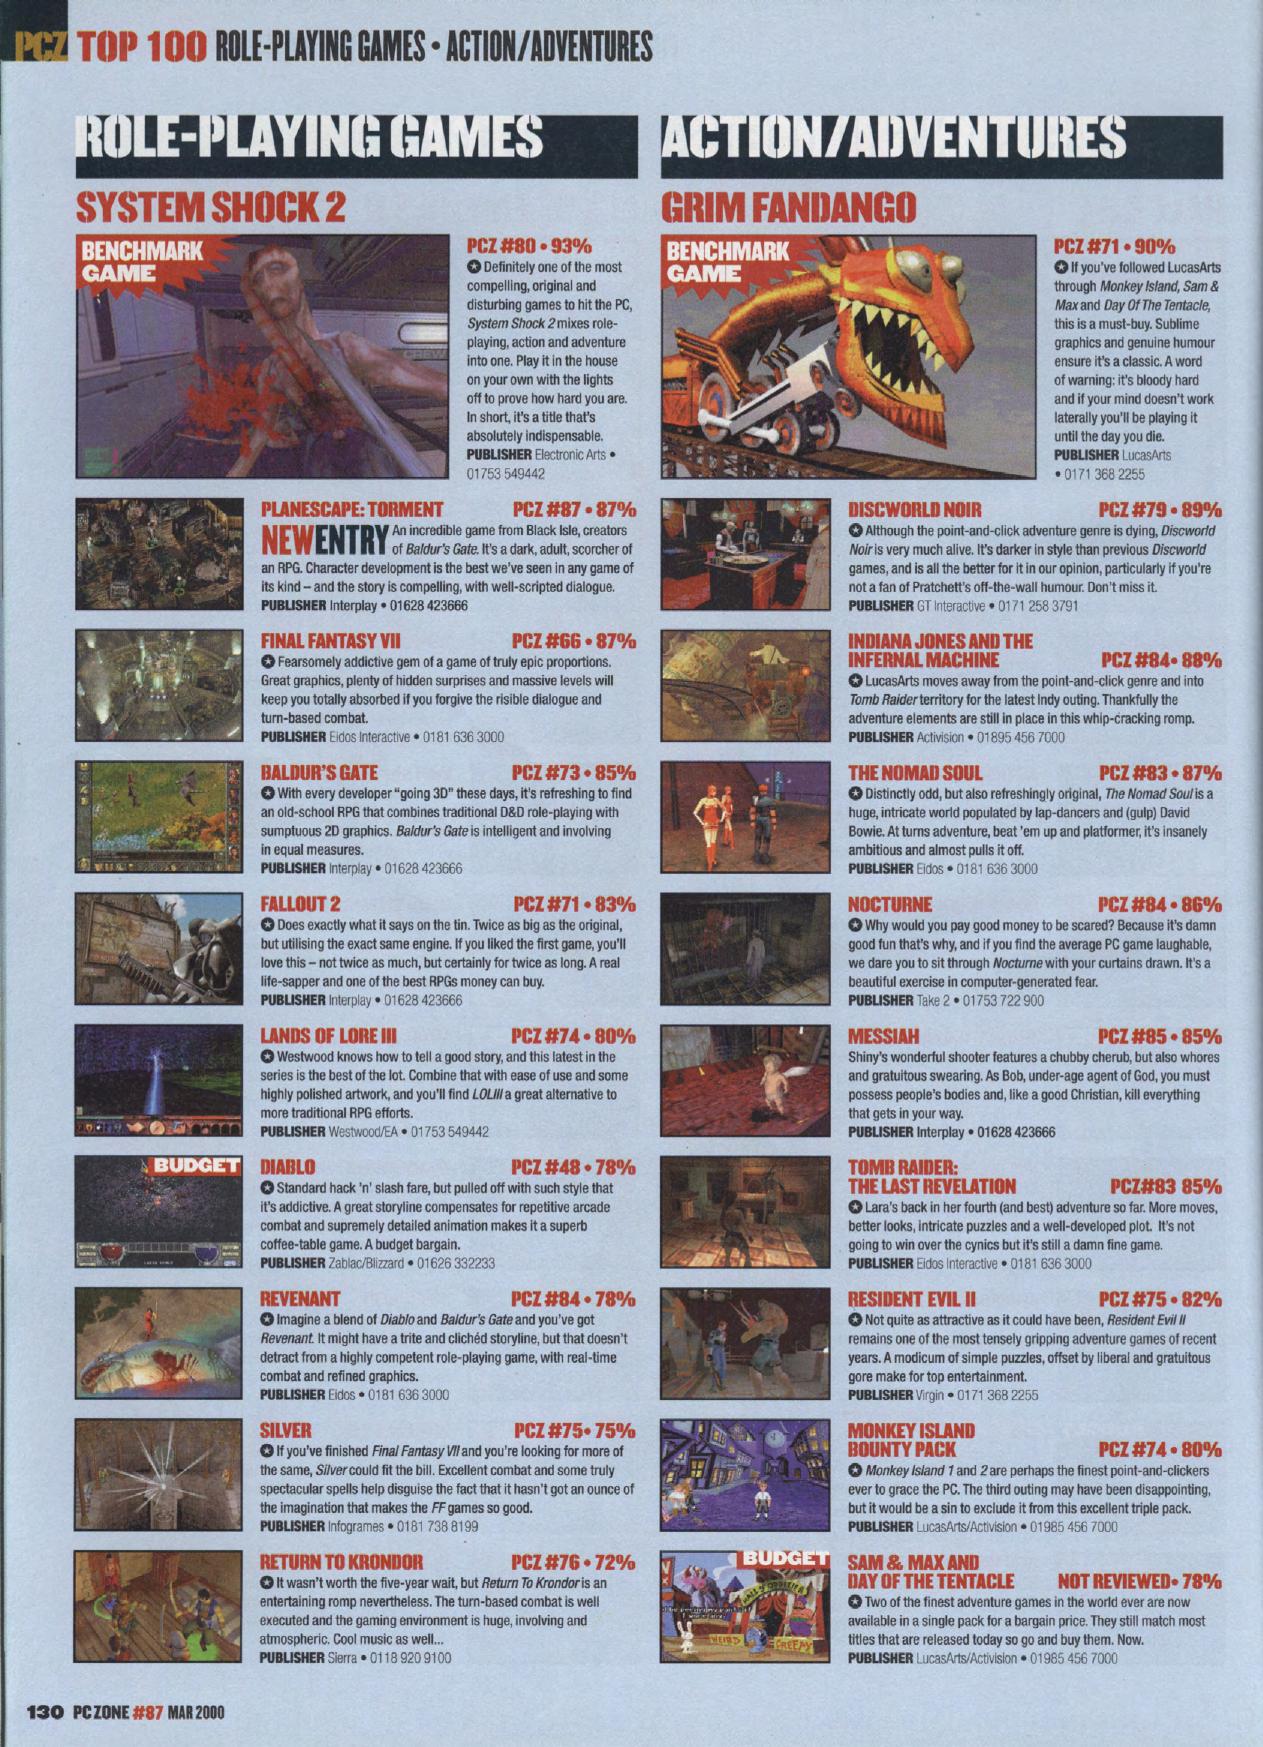 PCZ TOP 100 ROLE-PLAYING GAMES • ACTION/ADVENTURES
ROLE-PLAYING GAMES
SYSTEM SHOCK 2
BENCHMARK
GAME
CREW
PCZ #80 • 93%
Definitely one of the most
compelling, original and
disturbing games to hit the PC,
System Shock 2 mixes role-
playing, action and adventure
into one. Play it in the house
on your own with the lights
off to prove how hard you are.
In short, it's a title that's
absolutely indispensable.
PUBLISHER Electronic Arts •
01753 549442
PLANESCAPE: TORMENT PCZ #87 • 87%
NEW ENTRY An incredible game from Black Isle, creators
of Baldur's Gate. It's a dark, adult, scorcher of
an RPG. Character development is the best we've seen in any game of
its kind – and the story is compelling, with well-scripted dialogue.
PUBLISHER Interplay • 01628 423666
FINAL FANTASY VII PCZ #66 • 87%
Fearsomely addictive gem of a game of truly epic proportions.
Great graphics, plenty of hidden surprises and massive levels will
keep you totally absorbed if you forgive the risible dialogue and
turn-based combat.
PUBLISHER Eidos Interactive • 0181 636 3000
BALDUR'S GATE PCZ #73 • 85%
With every developer "going 3D" these days, it's refreshing to find
an old-school RPG that combines traditional D&D role-playing with
sumptuous 2D graphics. Baldur's Gate is intelligent and involving
in equal measures.
PUBLISHER Interplay • 01628 423666
FALLOUT 2 PCZ #71 • 83%
Does exactly what it says on the tin. Twice as big as the original,
but utilising the exact same engine. If you liked the first game, you'll
love this – not twice as much, but certainly for twice as long. A real
life-sapper and one of the best RPGs money can buy.
PUBLISHER Interplay • 01628 423666
LANDS OF LORE III PCZ #74 • 80%
Westwood knows how to tell a good story, and this latest in the
series is the best of the lot. Combine that with ease of use and some
highly polished artwork, and you'll find LOLIII a great alternative to
more traditional RPG efforts.
PUBLISHER Westwood/EA • 01753 549442
BUDGET
DIABLO PCZ #48 • 78%
Standard hack 'n' slash fare, but pulled off with such style that
it's addictive. A great storyline compensates for repetitive arcade
combat and supremely detailed animation makes it a superb
coffee-table game. A budget bargain.
PUBLISHER Zablac/Blizzard • 01626 332233
REVENANT PCZ #84 • 78%
Imagine a blend of Diablo and Baldur's Gate and you've got
Revenant. It might have a trite and clichéd storyline, but that doesn't
detract from a highly competent role-playing game, with real-time
combat and refined graphics.
PUBLISHER Eidos • 0181 636 3000
SILVER PCZ #75 • 75%
If you've finished Final Fantasy VII and you're looking for more of
the same, Silver could fit the bill. Excellent combat and some truly
spectacular spells help disguise the fact that it hasn't got an ounce of
the imagination that makes the FF games so good.
PUBLISHER Infogrames • 0181 738 8199
RETURN TO KRONDOR PCZ #76 • 72%
It wasn't worth the five-year wait, but Return To Krondor is an
entertaining romp nevertheless. The turn-based combat is well
executed and the gaming environment is huge, involving and
atmospheric. Cool music as well...
PUBLISHER Sierra • 0118 920 9100
ACTION/ADVENTURES
GRIM FANDANGO
BENCHMARK
GAME
PCZ #71 • 90%
If you've followed LucasArts
through Monkey Island, Sam &
Max and Day Of The Tentacle,
this is a must-buy. Sublime
graphics and genuine humour
ensure it's a classic. A word
of warning: it's bloody hard
and if your mind doesn't work
laterally you'll be playing it
until the day you die.
PUBLISHER LucasArts
• 0171 368 2255
DISCWORLD NOIR PCZ #79 • 89%
Although the point-and-click adventure genre is dying, Discworld
Noir is very much alive. It's darker in style than previous Discworld
games, and is all the better for it in our opinion, particularly if you're
not a fan of Pratchett's off-the-wall humour. Don't miss it.
PUBLISHER GT Interactive • 0171 258 3791
INDIANA JONES AND THE
INFERNAL MACHINE PCZ #84 • 88%
LucasArts moves away from the point-and-click genre and into
Tomb Raider territory for the latest Indy outing. Thankfully the
adventure elements are still in place in this whip-cracking romp.
PUBLISHER Activision • 01895 456 7000
THE NOMAD SOUL PCZ #83 • 87%
Distinctly odd, but also refreshingly original, The Nomad Soul is a
huge, intricate world populated by lap-dancers and (gulp) David
Bowie. At turns adventure, beat 'em up and platformer, it's insanely
ambitious and almost pulls it off.
PUBLISHER Eidos • 0181 636 3000
NOCTURNE PCZ #84 • 86%
Why would you pay good money to be scared? Because it's damn
good fun that's why, and if you find the average PC game laughable,
we dare you to sit through Nocturne with your curtains drawn. It's a
beautiful exercise in computer-generated fear.
PUBLISHER Take 2 • 01753 722 900
MESSIAH PCZ #85 • 85%
Shiny's wonderful shooter features a chubby cherub, but also whores
and gratuitous swearing. As Bob, under-age agent of God, you must
possess people's bodies and, like a good Christian, kill everything
that gets in your way.
PUBLISHER Interplay • 01628 423666
TOMB RAIDER:
THE LAST REVELATION PCZ#83 85%
Lara's back in her fourth (and best) adventure so far. More moves,
better looks, intricate puzzles and a well-developed plot. It's not
going to win over the cynics but it's still a damn fine game.
PUBLISHER Eidos Interactive • 0181 636 3000
RESIDENT EVIL II PCZ #75 • 82%
Not quite as attractive as it could have been, Resident Evil II
remains one of the most tensely gripping adventure games of recent
years. A modicum of simple puzzles, offset by liberal and gratuitous
gore make for top entertainment.
PUBLISHER Virgin • 0171 368 2255
MONKEY ISLAND
BOUNTY PACK PCZ #74 • 80%
Monkey Island 1 and 2 are perhaps the finest point-and-clickers
ever to grace the PC. The third outing may have been disappointing,
but it would be a sin to exclude it from this excellent triple pack.
PUBLISHER LucasArts/Activision • 01985 456 7000
BUDGET
WEIRD
CREEPY
SAM & MAX AND
DAY OF THE TENTACLE NOT REVIEWED • 78%
Two of the finest adventure games in the world ever are now
available in a single pack for a bargain price. They still match most
titles that are released today so go and buy them. Now.
PUBLISHER LucasArts/Activision • 01985 456 7000
130 PC ZONE #87 MAR 2000